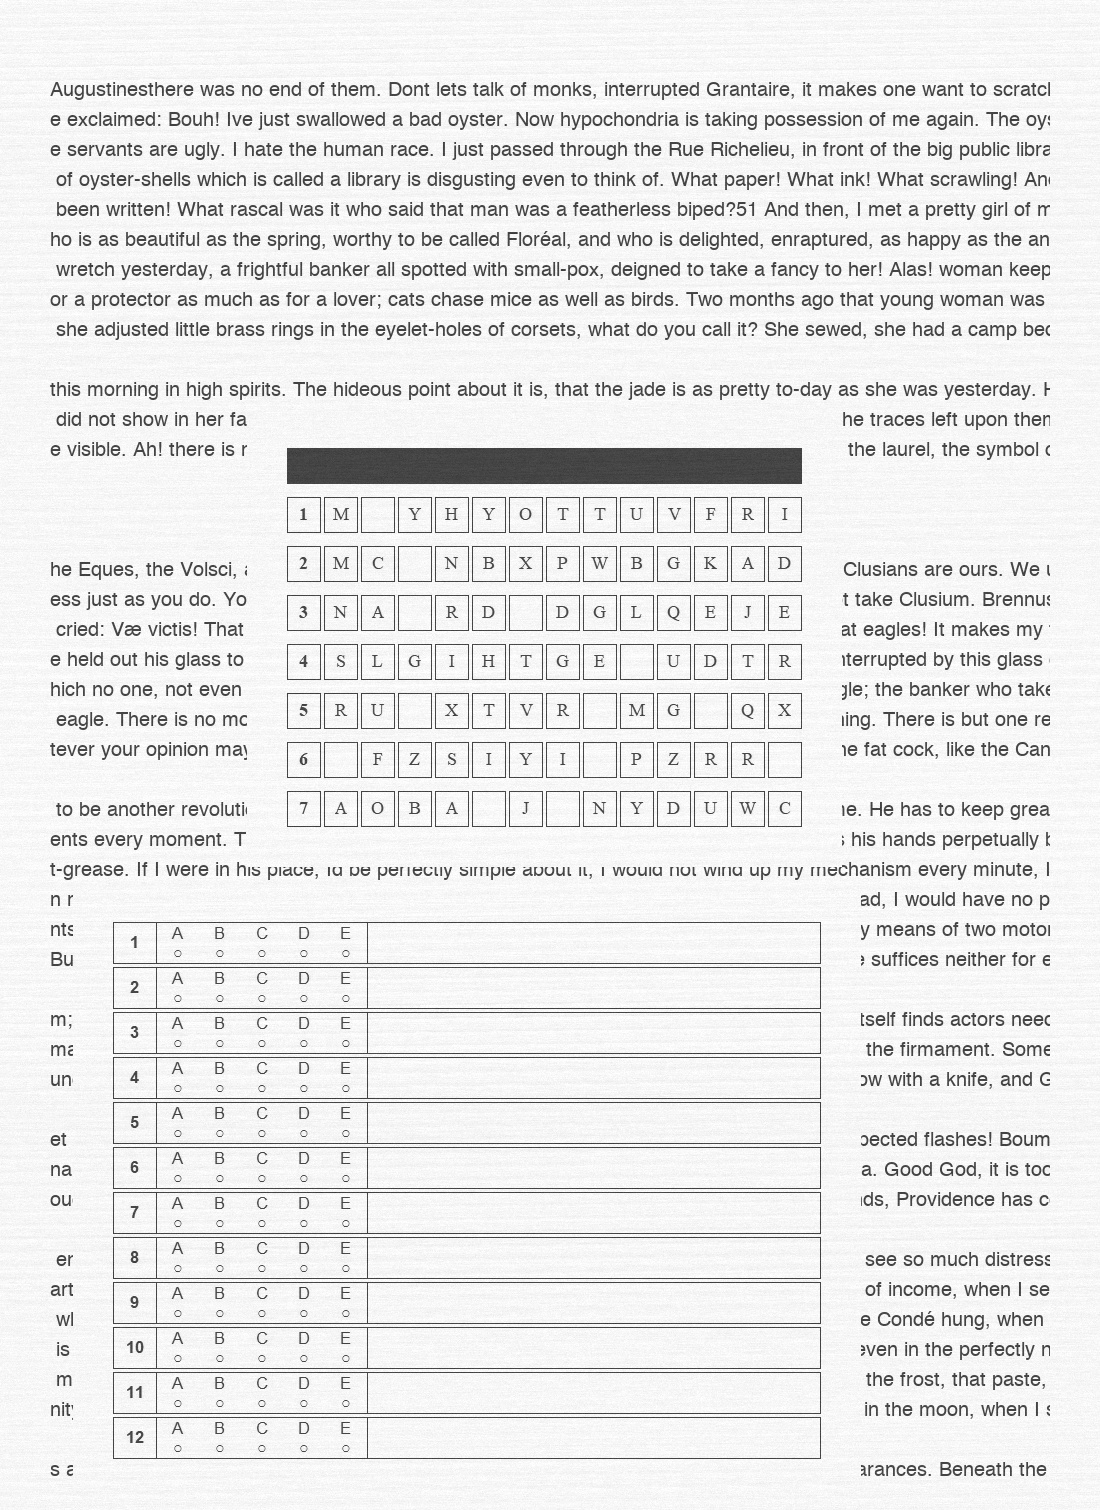 Augustinesthere was no end of them. Dont lets talk of monks, interrupted Grantaire, it makes one want to scratch
e exclaimed: Bouh! Ive just swallowed a bad oyster. Now hypochondria is taking possession of me again. The oys
e servants are ugly. I hate the human race. I just passed through the Rue Richelieu, in front of the big public libra
of oyster-shells which is called a library is disgusting even to think of. What paper! What ink! What scrawling! And
been written! What rascal was it who said that man was a featherless biped?51 And then, I met a pretty girl of m
ho is as beautiful as the spring, worthy to be called Floréal, and who is delighted, enraptured, as happy as the an
wretch yesterday, a frightful banker all spotted with small-pox, deigned to take a fancy to her! Alas! woman keep
or a protector as much as for a lover; cats chase mice as well as birds. Two months ago that young woman was
she adjusted little brass rings in the eyelet-holes of corsets, what do you call it? She sewed, she had a camp bed
this morning in high spirits. The hideous point about it is, that the jade is as pretty to-day as she was yesterday. H
did not show in her fa he traces left upon them
e visible. Ah! there is r the laurel, the symbol o
1 M Y H Y O T T U V F R I
2 M C N B X P W B G K A D
he Eques, the Volsci, a Clusians are ours. We u
ess just as you do. Yo t take Clusium. Brennus
3 N A R D D G L Q E J E
cried: Væ victis! That at eagles! It makes my
e held out his glass to nterrupted by this glass
4 S L G I H T G E U D T R
hich no one, not even gle; the banker who take
5 R U X T V R M G Q X
eagle. There is no mo hing. There is but one re
tever your opinion may he fat cock, like the Can
6 F Z S I Y I P Z R R
to be another revoluti ne. He has to keep grea
7 A O B A J N Y D U W C
ents every moment. T s his hands perpetually b
t-grease. If I were in his place, Id be perfectly simple about it, I would not wind up my mechanism every minute, I
n r ad, I would have no p
nts y means of two motor
1 A B C D E
Bu e suffices neither for e
2 A B C D E
m; tself finds actors need
3 A B C D E
ma the firmament. Some
4 A B C D E
un ow with a knife, and G
5 A B C D E
et pected flashes! Boum
6 A B C D E
na a. Good God, it is too
ou nds, Providence has c
7 A B C D E
8 A B C D E
er see so much distress
art of income, when I se
9 A B C D E
wh e Condé hung, when
10 A B C D E
is even in the perfectly n
m the frost, that paste,
11 A B C D E
nity in the moon, when I s
12 A B C D E
s a arances. Beneath the